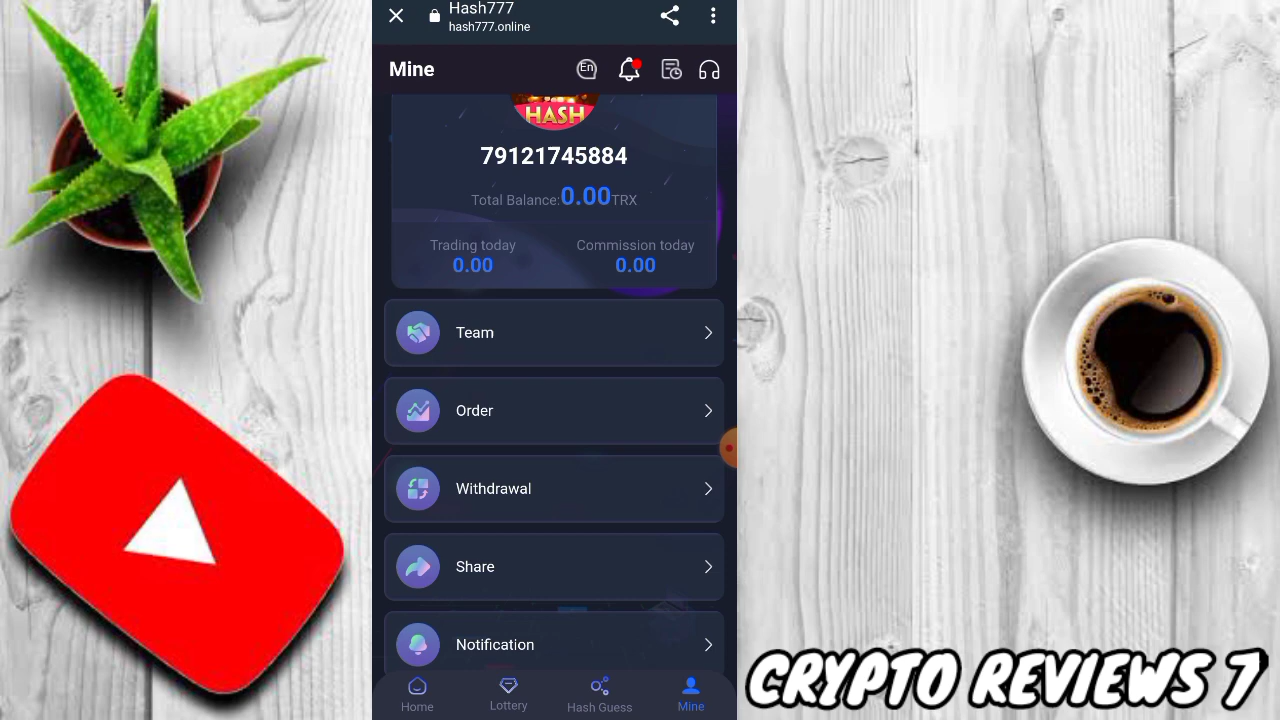 Hash777
hash777.online
Mine
En
HASH
79121745884
Total Balance:0.00TRX
Trading today
Commission today
0.00
0.00
Team
Order
Withdrawal
Share
Notification
Home
Lottery
Hash Guess
Mine
CRYPTO REVIEWS 7